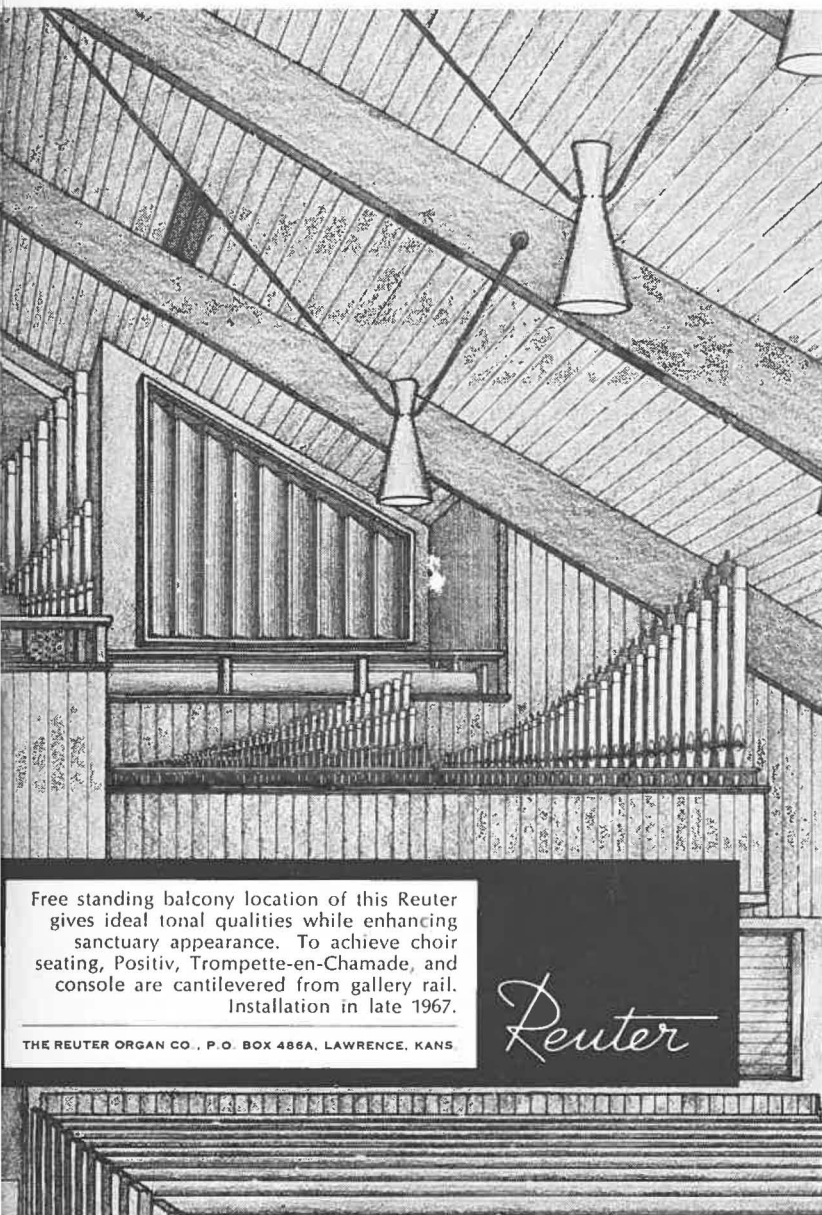 Free standing balcony location of this Reuter
gives ideal tonal qualities while enhancing
sanctuary appearance. To achieve choir
seating, Positiv, Trompette-en-Chamade, and
console are cantilevered from gallery rail.
Installation in late 1967.
THE REUTER ORGAN CO., P.O. BOX 486A, LAWRENCE, KANS.
Reuter